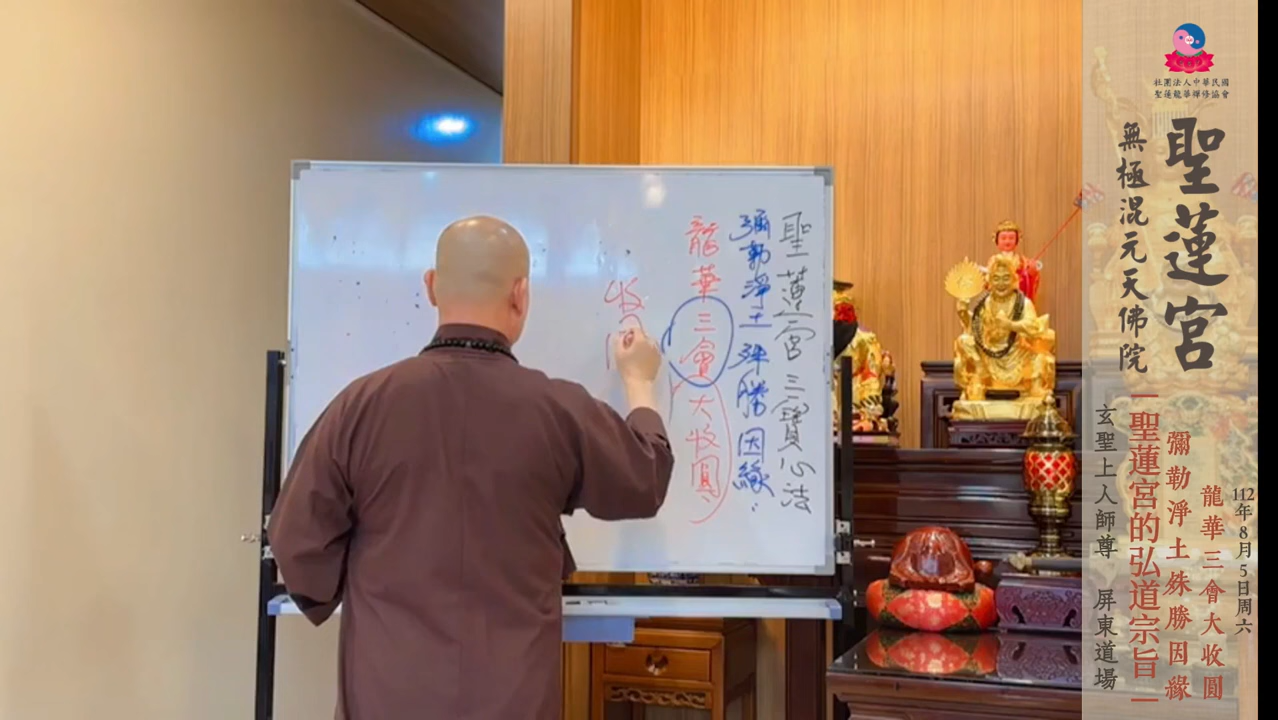 聖蓮宮三寶心法
彌勒淨土殊勝因緣：
龍華三會大收圓、
收
社團法人中華民國
聖蓮龍華禪修協會
聖蓮宮
無極混元天佛院
聖蓮宮的弘道宗旨
彌勒淨土殊勝因緣
龍華三會大收圓
112年8月5日周六
玄聖上人師尊 屏東道場